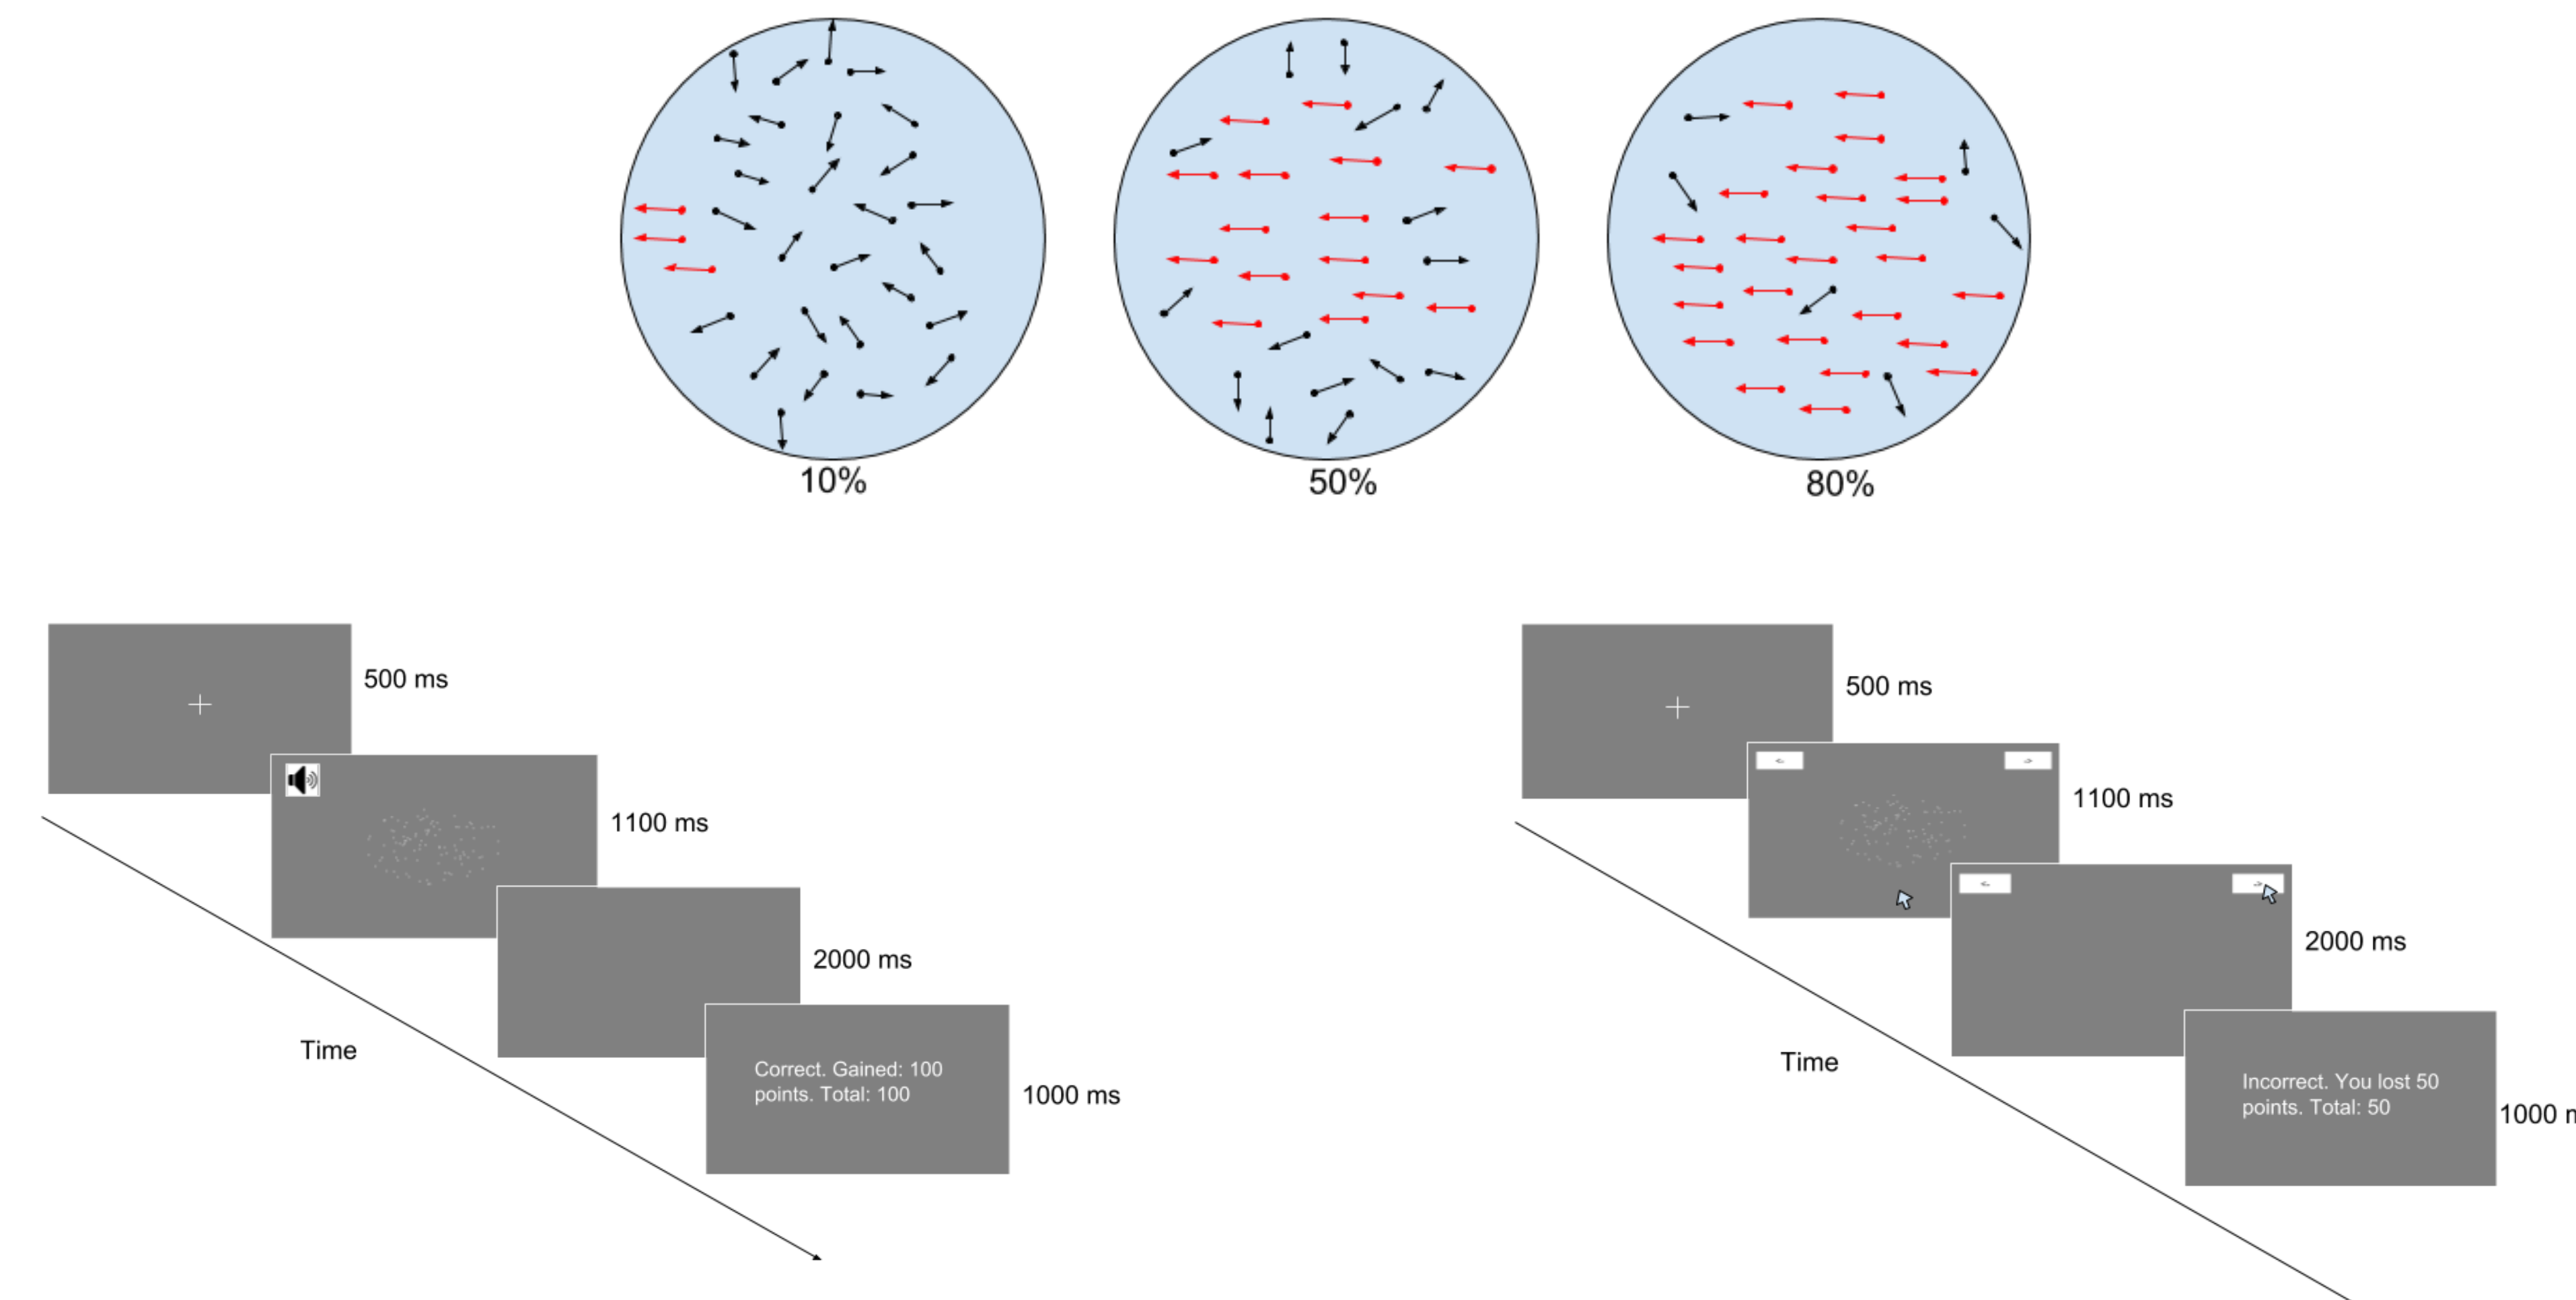 10%
50%
80%
500 ms
1100 ms
2000 ms
Correct. Gained: 100
points. Total: 100
1000 ms
Time
500 ms
<-
->
1100 ms
<-
->
2000 ms
Incorrect. You lost 50
points. Total: 50
1000
Time